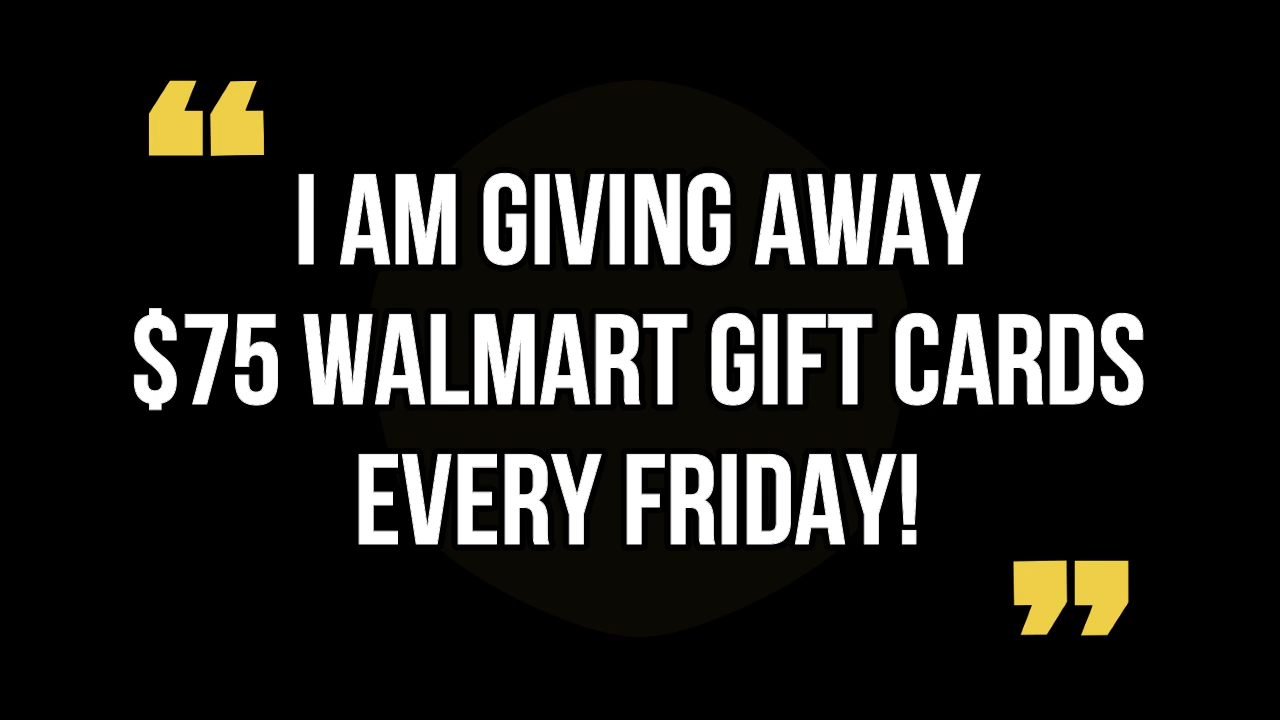 “
I AM GIVING AWAY
$75 WALMART GIFT CARDS
EVERY FRIDAY!
”